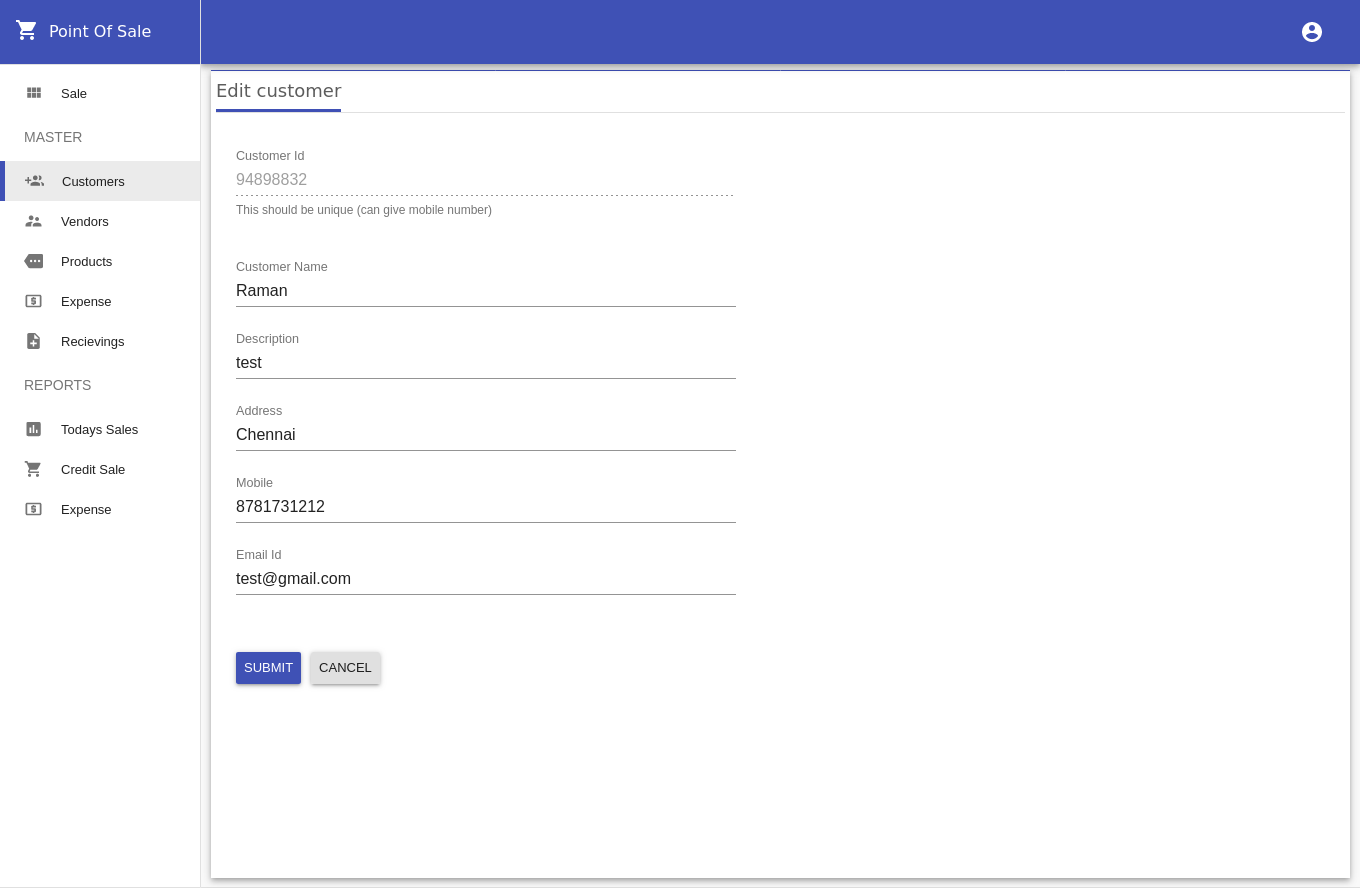 Point Of Sale
Sale
MASTER
Customers
Vendors
Products
Expense
Recievings
REPORTS
Todays Sales
Credit Sale
Expense
Edit customer
Customer Id
94898832
This should be unique (can give mobile number)
Customer Name
Raman
Description
test
Address
Chennai
Mobile
8781731212
Email Id
test@gmail.com
SUBMIT CANCEL